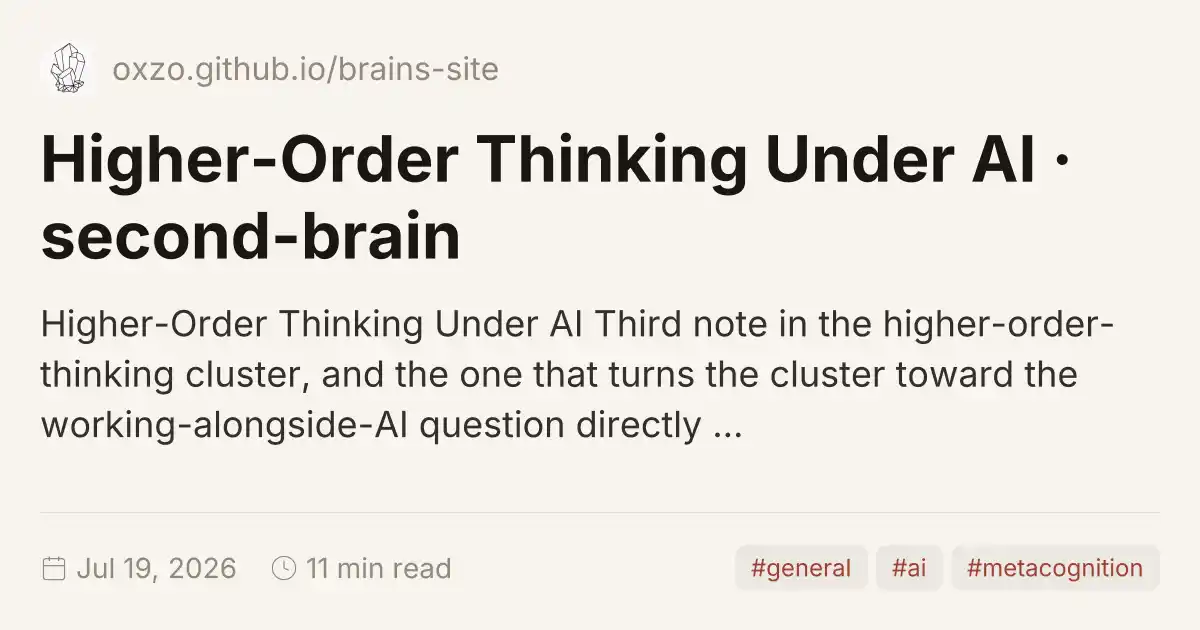 oxzo.github.io/brains-site
Higher-Order Thinking Under AI ·
second-brain
Higher-Order Thinking Under AI Third note in the higher-order-
thinking cluster, and the one that turns the cluster toward the
working-alongside-AI question directly ...
Jul 19, 2026 11 min read #general #ai #metacognition